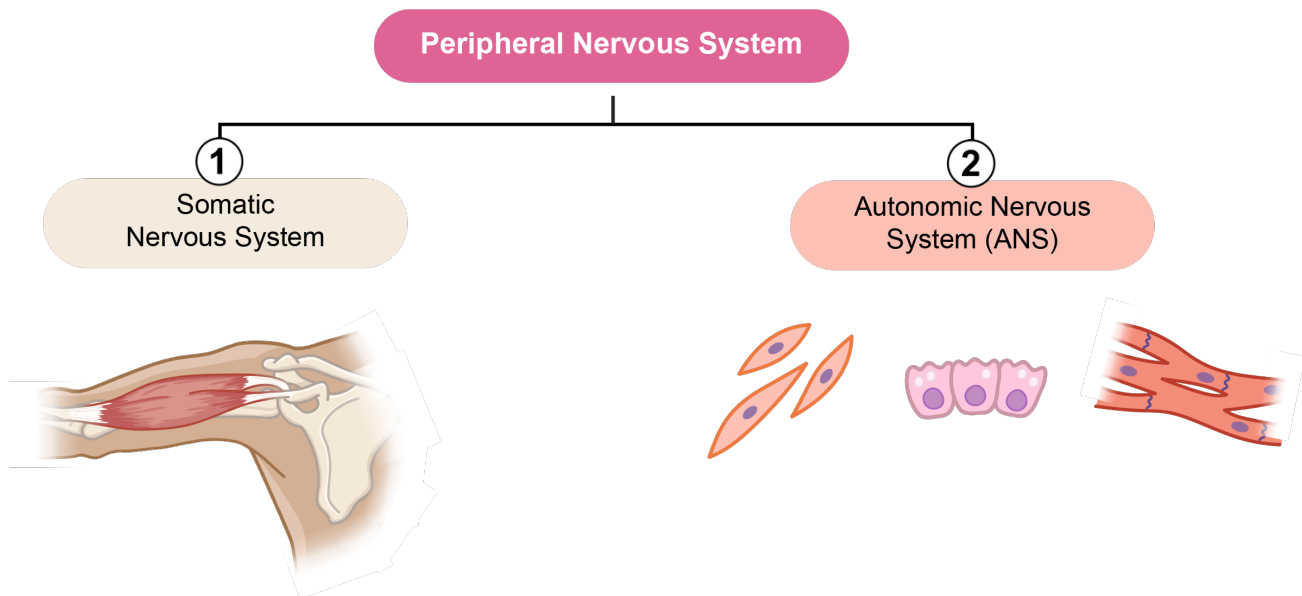 Peripheral Nervous System
1
Somatic
Nervous System
2
Autonomic Nervous
System (ANS)